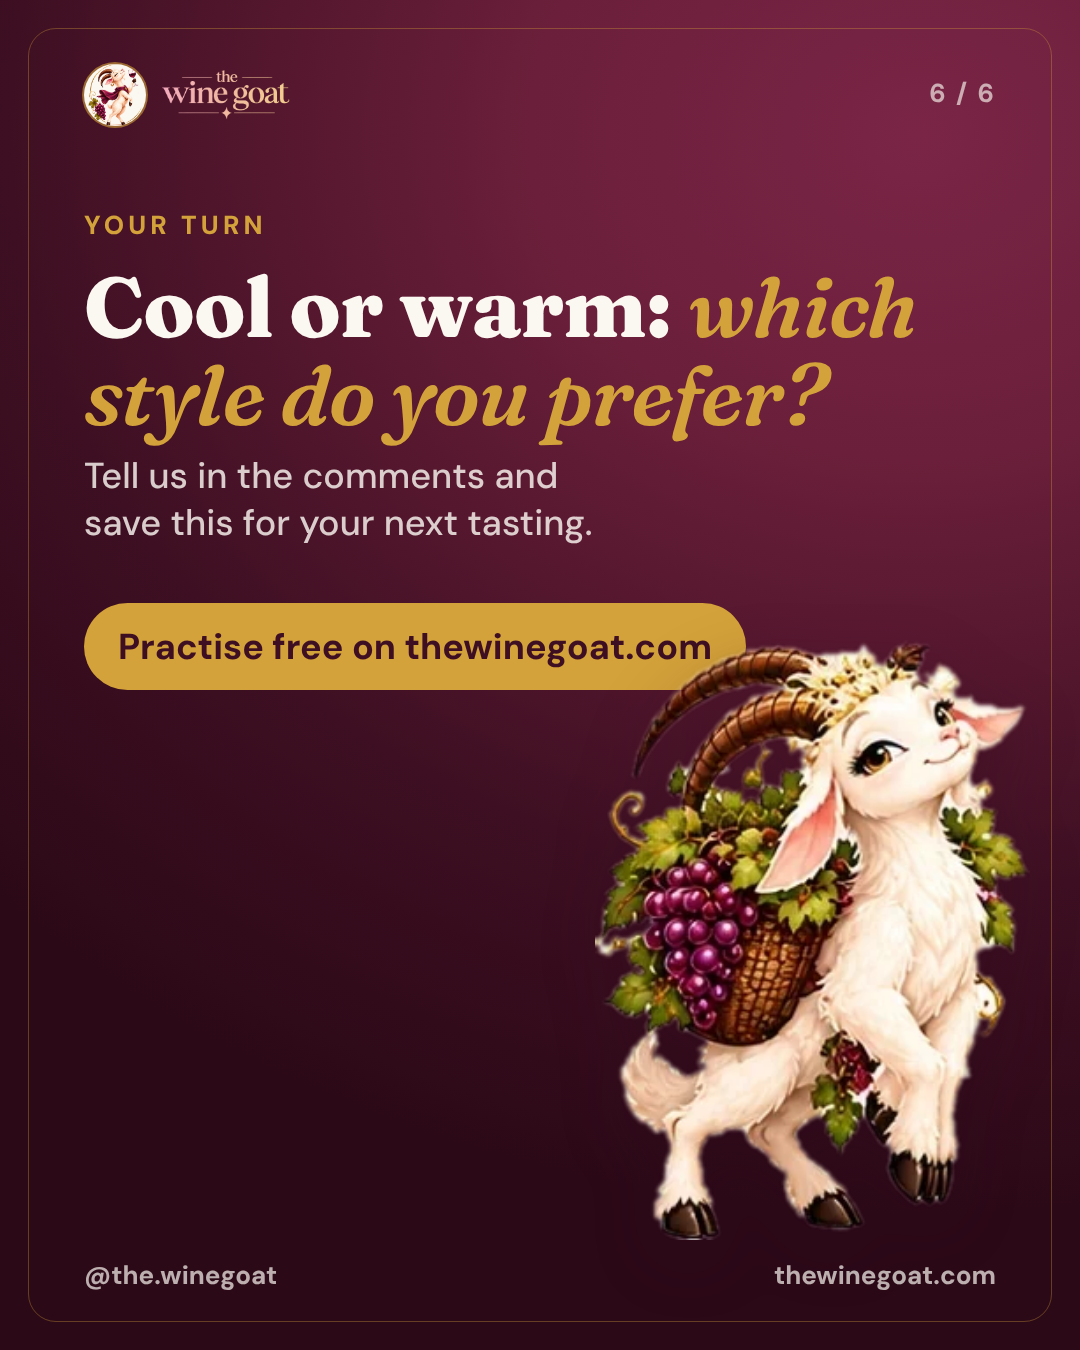 the
wine goat
6 / 6
YOUR TURN
Cool or warm: which
style do you prefer?
Tell us in the comments and
save this for your next tasting.
Practise free on thewinegoat.com
@the.winegoat
thewinegoat.com